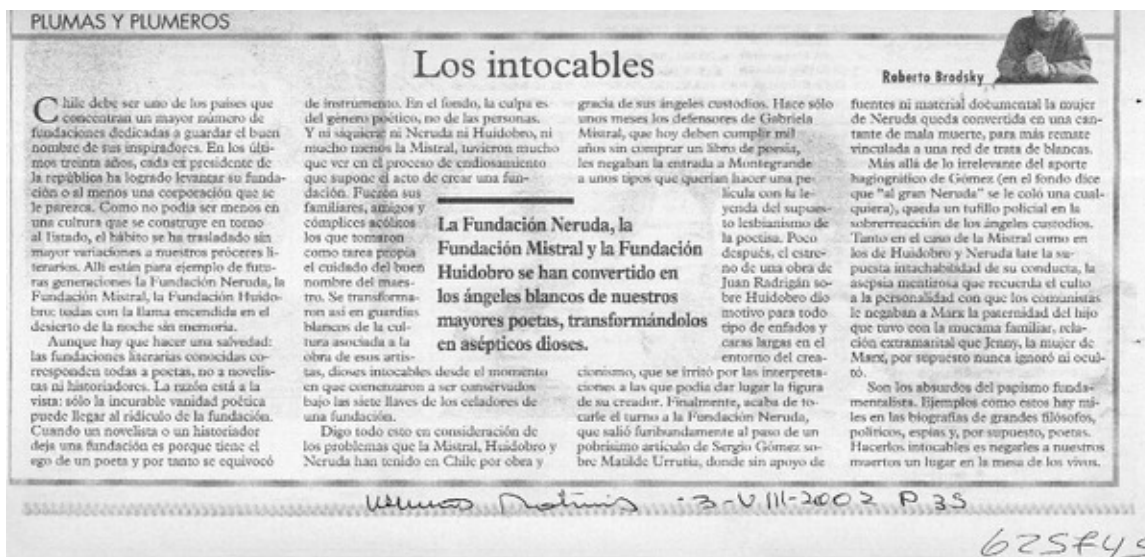 PLUMAS Y PLUMEROS
Los intocables
Roberto Brodsky
Chile debe ser uno de los países que
concentran un mayor número de
fundaciones dedicadas a guardar el buen
nombre de sus inspiradores. En los últi-
mos treinta años, cada ex presidente de
la república ha logrado levantar su funda-
ción o al menos una corporación que se
le parezca. Como no podía ser menos en
una cultura que se construye en torno
al listado, el hábito se ha trasladado sin
mayor variaciones a nuestros próceres li-
terarios. Allí están para ejemplo de futu-
ras generaciones la Fundación Neruda, la
Fundación Mistral, la Fundación Huido-
bro: todas con la llama encendida en el
desierto de la noche sin memoria.
Aunque hay que hacer una salvedad:
las fundaciones literarias conocidas co-
rresponden todas a poetas, no a novelis-
tas ni historiadores. La razón está a la
vista: sólo la incurable vanidad poética
puede llegar al ridículo de la fundación.
Cuando un novelista o un historiador
deja una fundación es porque tiene el
ego de un poeta y por tanto se equivocó
de instrumento. En el fondo, la culpa es
del género poético, no de las personas.
Y ni siquiera ni Neruda ni Huidobro, ni
mucho menos la Mistral, tuvieron mucho
que ver en el proceso de endiosamiento
que supone el acto de crear una fun-
dación. Fueron sus
familiares, amigos y
cómplices acólitos
los que tomaron
como tarea propia
el cuidado del buen
nombre del maes-
tro. Se transforma-
ron así en guardias
blancos de la cul-
tura asociada a la
obra de esos artis-
tas, dioses intocables desde el momento
en que comenzaron a ser conservados
bajo las siete llaves de los celadores de
una fundación.
Digo todo esto en consideración de
los problemas que la Mistral, Huidobro y
Neruda han tenido en Chile por obra y
La Fundación Neruda, la
Fundación Mistral y la Fundación
Huidobro se han convertido en
los ángeles blancos de nuestros
mayores poetas, transformándolos
en asépticos dioses.
gracia de sus ángeles custodios. Hace sólo
unos meses los defensores de Gabriela
Mistral, que hoy deben cumplir mil
años sin comprar un libro de poesía,
les negaban la entrada a Montegrande
a unos tipos que querían hacer una pe-
lícula con la le-
yenda del supues-
to lesbianismo de
la poetisa. Poco
después, el estre-
no de una obra de
Juan Radrigán so-
bre Huidobro dio
motivo para todo
tipo de enfados y
caras largas en el
entorno del crea-
cionismo, que se irritó por las interpreta-
ciones a las que podía dar lugar la figura
de su creador. Finalmente, acaba de to-
carle el turno a la Fundación Neruda,
que salió furibundamente al paso de un
pobrísimo artículo de Sergio Gómez so-
bre Matilde Urrutia, donde sin apoyo de
fuentes ni material documental la mujer
de Neruda queda convertida en una can-
tante de mala muerte, para más remate
vinculada a una red de trata de blancas.
Más allá de lo irrelevante del aporte
hagiográfico de Gómez (en el fondo dice
que "al gran Neruda" se le coló una cual-
quiera), queda un tufillo policial en la
sobrerreacción de los ángeles custodios.
Tanto en el caso de la Mistral como en
los de Huidobro y Neruda late la su-
puesta intachabilidad de su conducta, la
asepsia mentirosa que recuerda el culto
a la personalidad con que los comunistas
le negaban a Marx la paternidad del hijo
que tuvo con la mucama familiar, rela-
ción extramarital que Jenny, la mujer de
Marx, por supuesto nunca ignoró ni ocul-
tó.
Son los absurdos del papismo funda-
mentalista. Ejemplos como estos hay mi-
les en las biografías de grandes filósofos,
políticos, espías y, por supuesto, poetas.
Hacerlos intocables es negarles a nuestros
muertos un lugar en la mesa de los vivos.
3-VIII-2002 P 35